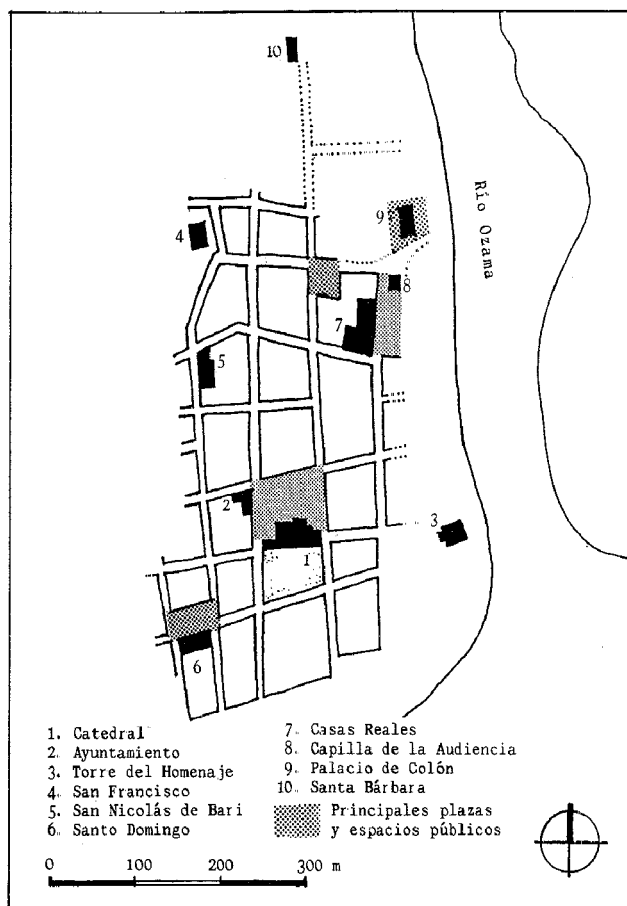 10
Río Ozama
9
4
8
7
5
2
3
1
6
1. Catedral
2. Ayuntamiento
3. Torre del Homenaje
4. San Francisco
5. San Nicolás de Bari
6. Santo Domingo
7. Casas Reales
8. Capilla de la Audiencia
9. Palacio de Colón
10. Santa Bárbara
Principales plazas
y espacios públicos
0 100 200 300 m